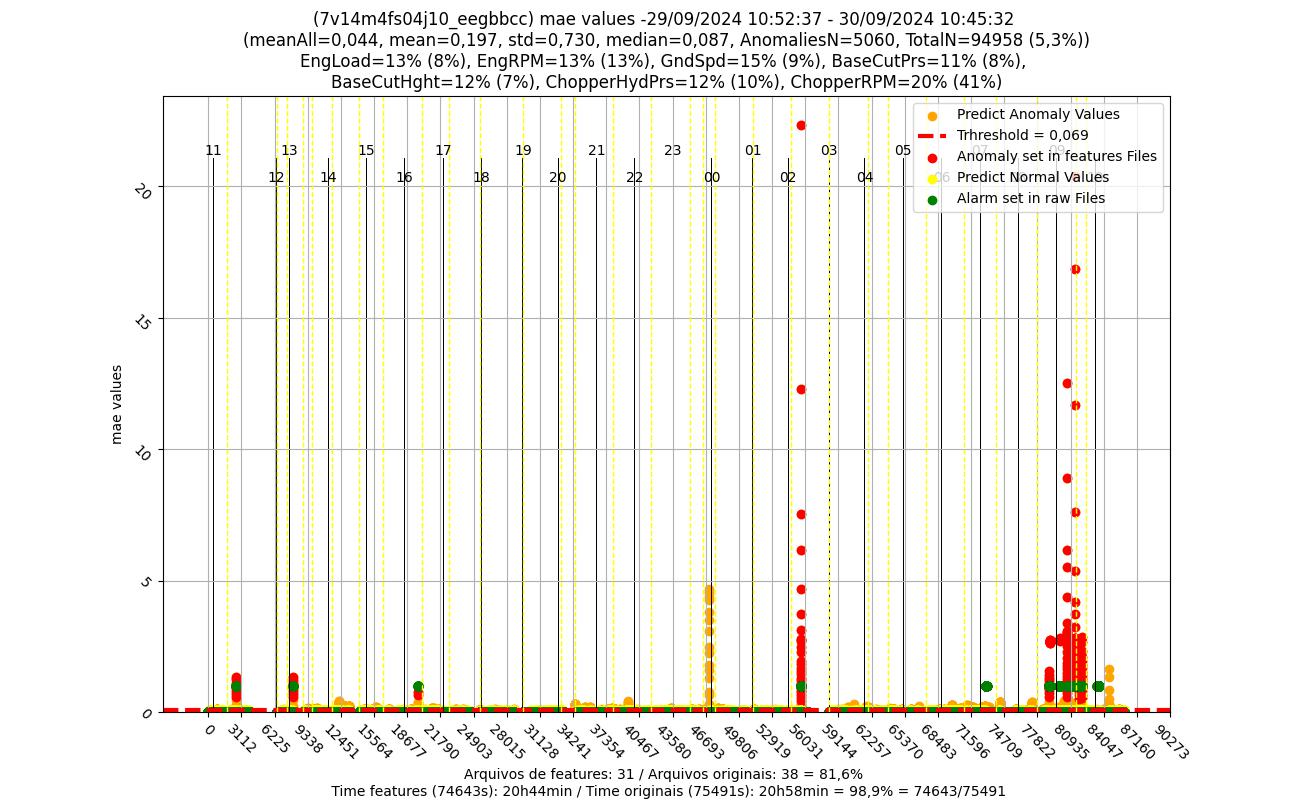 (7v14m4fs04j10_eegbbcc) mae values -29/09/2024 10:52:37 - 30/09/2024 10:45:32
(meanAll=0,044, mean=0,197, std=0,730, median=0,087, AnomaliesN=5060, TotalN=94958 (5,3%))
EngLoad=13% (8%), EngRPM=13% (13%), GndSpd=15% (9%), BaseCutPrs=11% (8%),
BaseCutHght=12% (7%), ChopperHydPrs=12% (10%), ChopperRPM=20% (41%)
Predict Anomaly Values
Trhreshold = 0,069
Anomaly set in features Files
Predict Normal Values
Alarm set in raw Files
11 13 15 17 19 21 23 01 03 05 07 09
12 14 16 18 20 22 00 02 04 06
20
15
10
5
0
mae values
0 3112 6225 9338 12451 15564 18677 21790 24903 28015 31128 34241 37354 40467 43580 46693 49806 52919 56031 59144 62257 65370 68483 71596 74709 77822 80935 84047 87160 90273
Arquivos de features: 31 / Arquivos originais: 38 = 81,6%
Time features (74643s): 20h44min / Time originais (75491s): 20h58min = 98,9% = 74643/75491